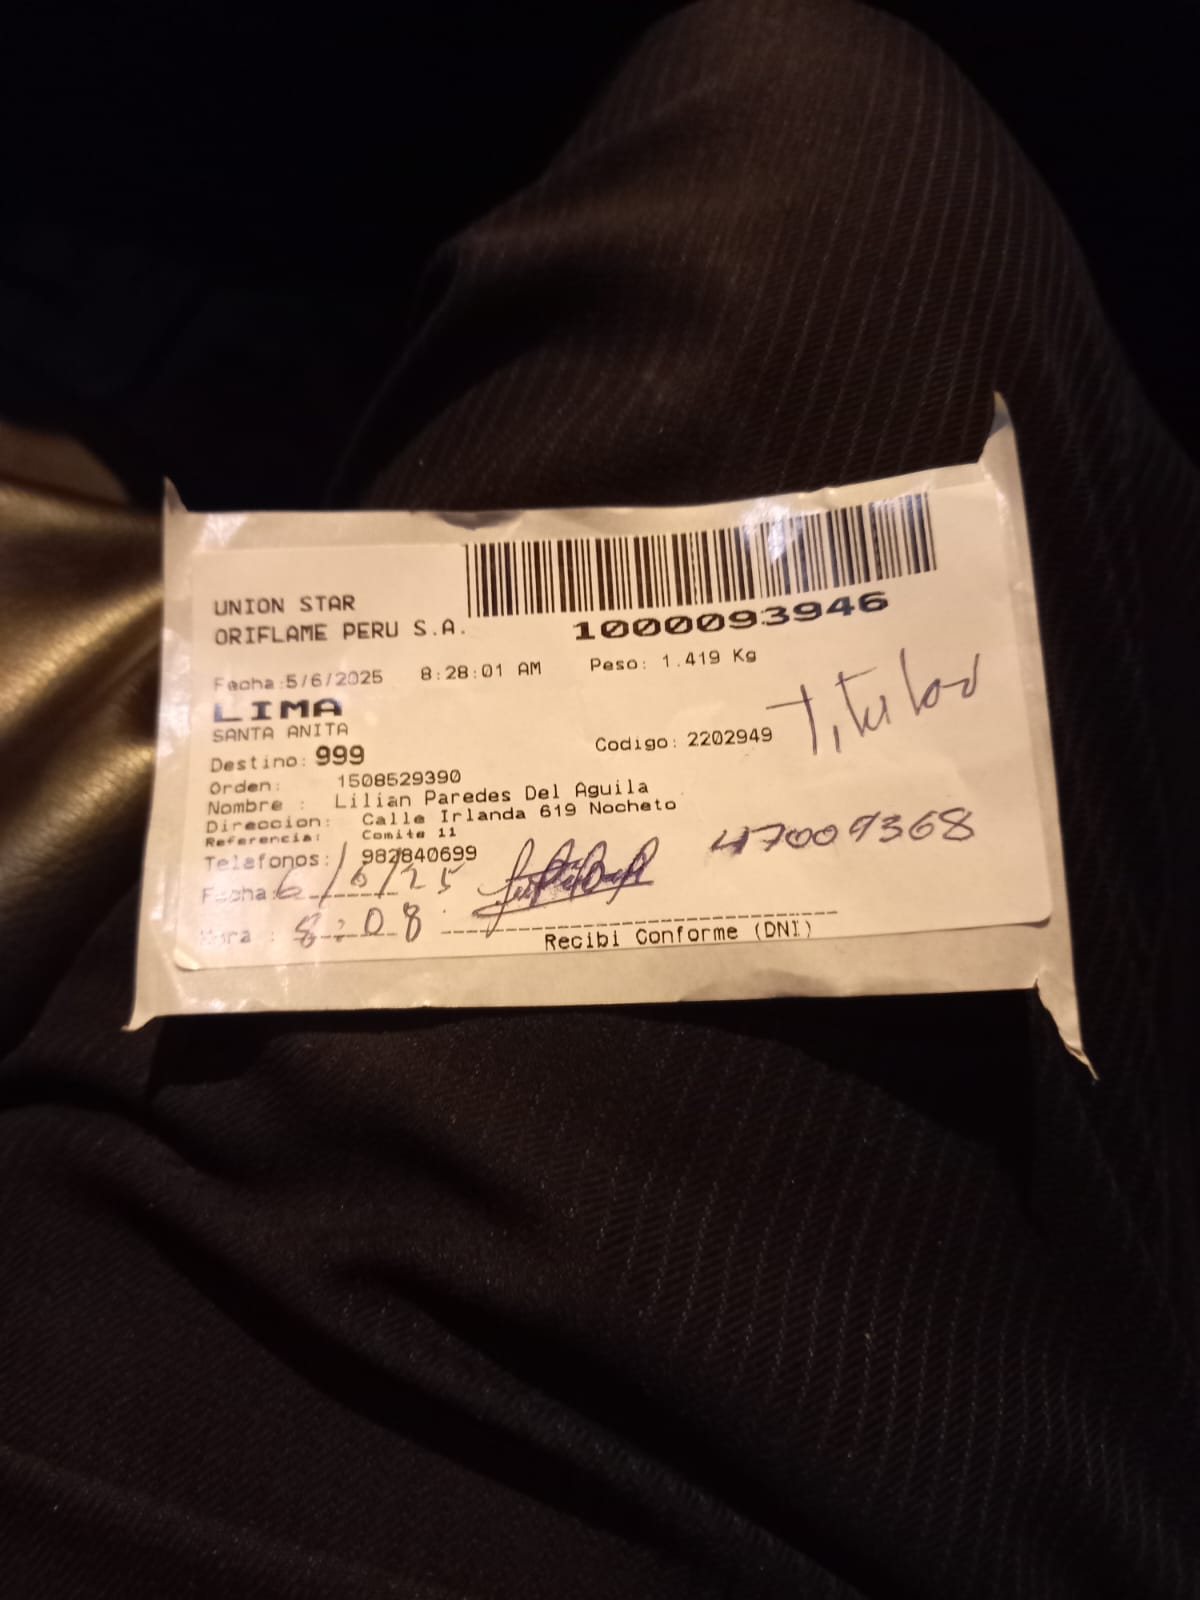 UNION STAR
ORIFLAME PERU S.A.
1000093946
Fecha:5/6/2025 8:28:01 AM Peso: 1.419 Kg
LIMA
SANTA ANITA
Titular
Destino: 999 Codigo: 2202949
Orden: 1508529390
Nombre : Lilian Paredes Del Aguila
Direccion: Calle Irlanda 619 Nocheto
Referencia: Comite 11
Telefonos: 982840699
47009368
Fecha: 6/6/25
Hora : 8:08
Recibi Conforme (DNI)